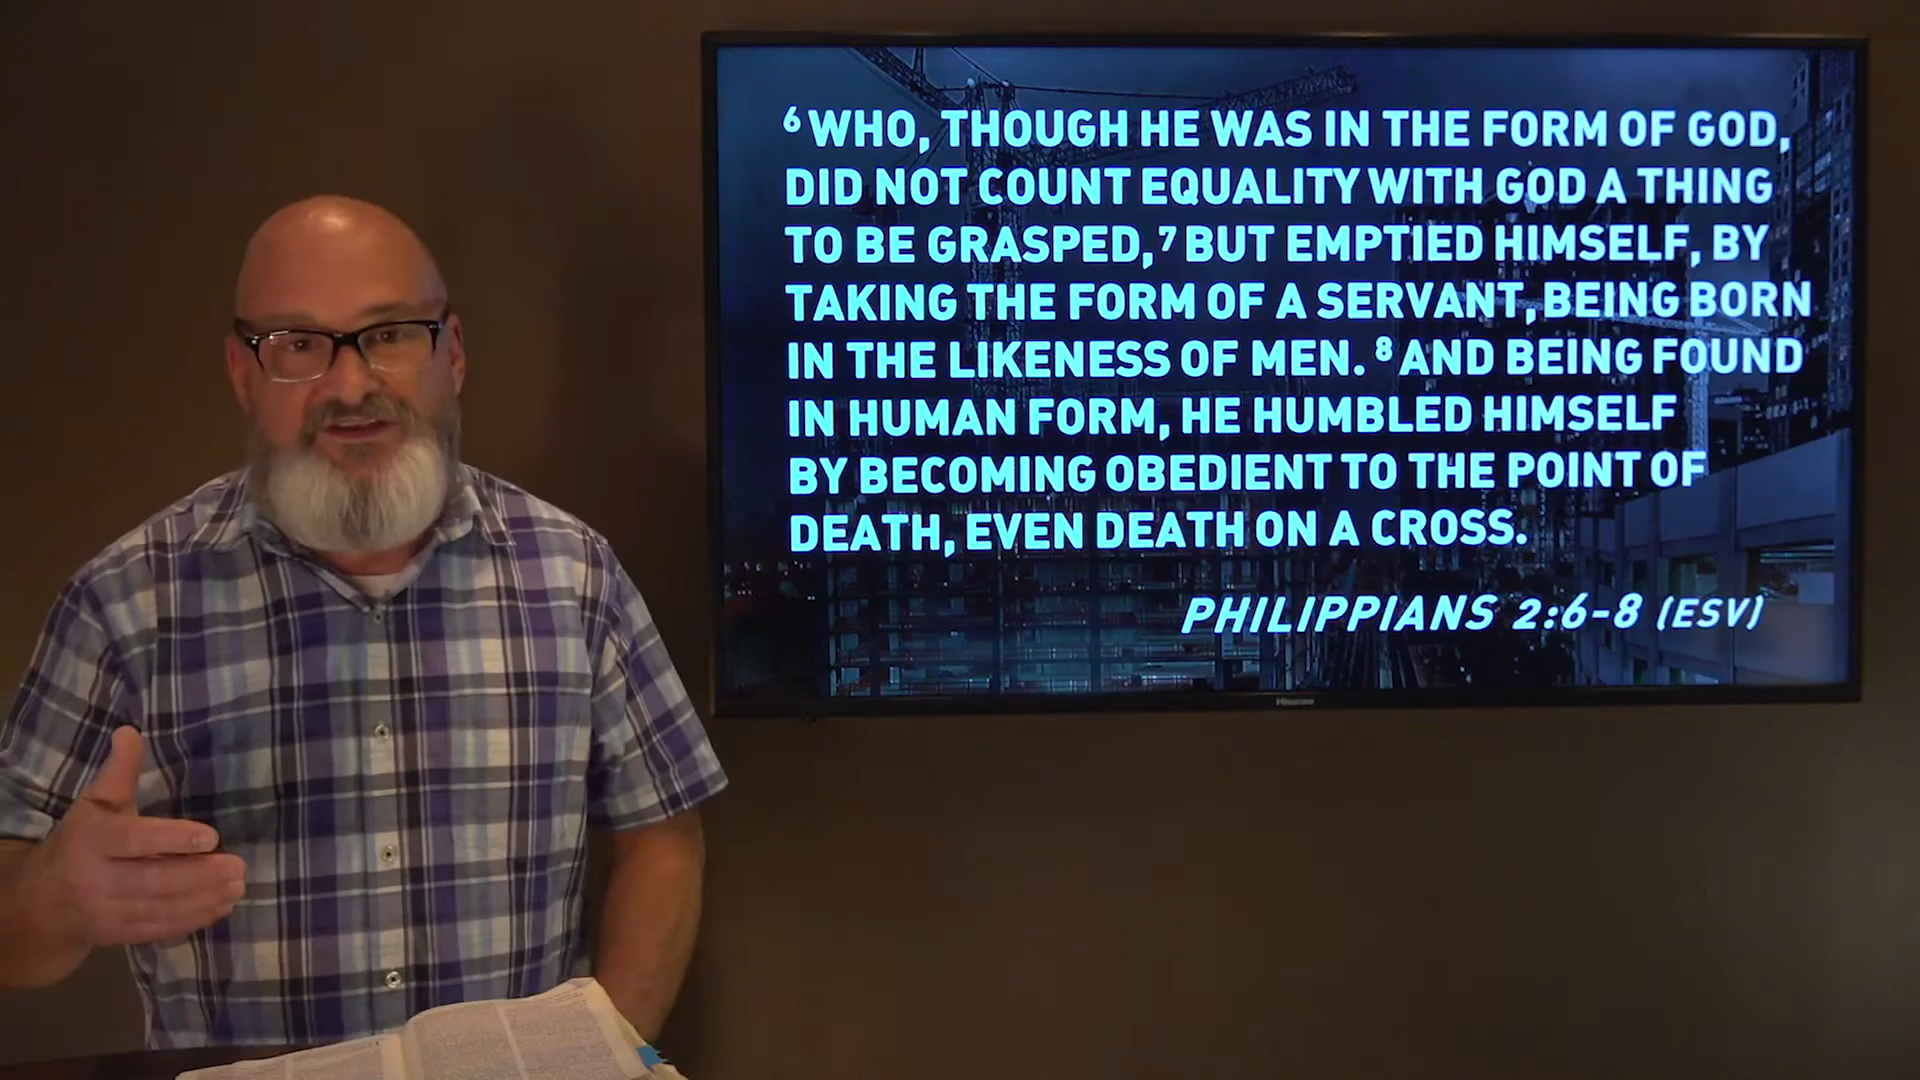 ⁶ WHO, THOUGH HE WAS IN THE FORM OF GOD,
DID NOT COUNT EQUALITY WITH GOD A THING
TO BE GRASPED, ⁷ BUT EMPTIED HIMSELF, BY
TAKING THE FORM OF A SERVANT, BEING BORN
IN THE LIKENESS OF MEN. ⁸ AND BEING FOUND
IN HUMAN FORM, HE HUMBLED HIMSELF
BY BECOMING OBEDIENT TO THE POINT OF
DEATH, EVEN DEATH ON A CROSS.
PHILIPPIANS 2:6-8 (ESV)
Hisense